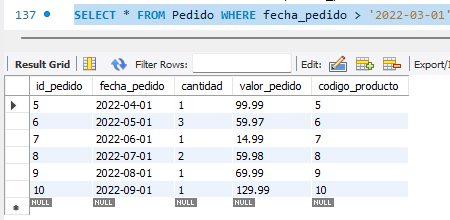 137 SELECT * FROM Pedido WHERE fecha_pedido > '2022-03-01'
Result Grid Filter Rows: Edit: Export/I
id_pedido fecha_pedido cantidad valor_pedido codigo_producto
5 2022-04-01 1 99.99 5
6 2022-05-01 3 59.97 6
7 2022-06-01 1 14.99 7
8 2022-07-01 2 59.98 8
9 2022-08-01 1 69.99 9
10 2022-09-01 1 129.99 10
NULL NULL NULL NULL NULL